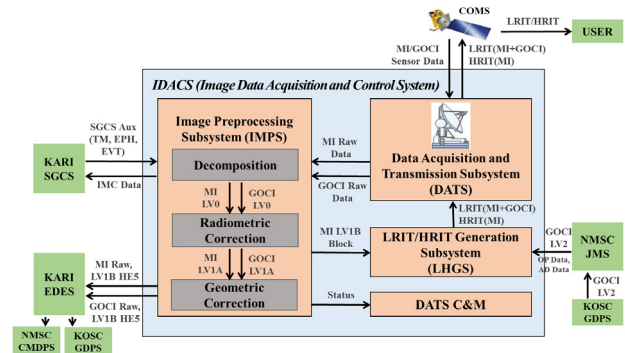 COMS
LRIT/HRIT
USER
MI/GOCI
Sensor Data
LRIT(MI+GOCI)
HRIT(MI)
IDACS (Image Data Acquisition and Control System)
Image Preprocessing
Subsystem (IMPS)
SGCS Aux
(TM, EPH,
EVT)
KARI
SGCS
IMC Data
Decomposition
MI
LV0
GOCI
LV0
Radiometric
Correction
MI
LV1A
GOCI
LV1A
Geometric
Correction
MI Raw
Data
GOCI Raw
Data
Data Acquisition and
Transmission Subsystem
(DATS)
LRIT(MI+GOCI)
HRIT(MI)
MI LV1B
Block
LRIT/HRIT Generation
Subsystem
(LHGS)
GOCI
LV2
OP Data,
AD Data
NMSC
JMS
GOCI
LV2
KOSC
GDPS
Status
DATS C&M
KARI
EDES
MI Raw,
LV1B HE5
GOCI Raw,
LV1B HE5
NMSC
CMDPS
KOSC
GDPS